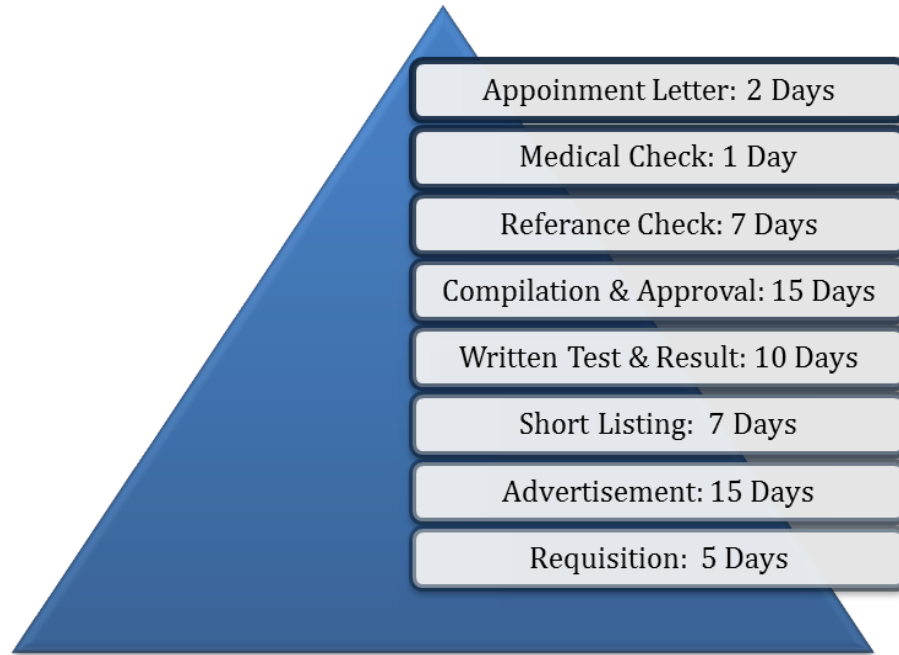 Appoinment Letter: 2 Days
Medical Check: 1 Day
Referance Check: 7 Days
Compilation & Approval: 15 Days
Written Test & Result: 10 Days
Short Listing:  7 Days
Advertisement: 15 Days
Requisition:  5 Days